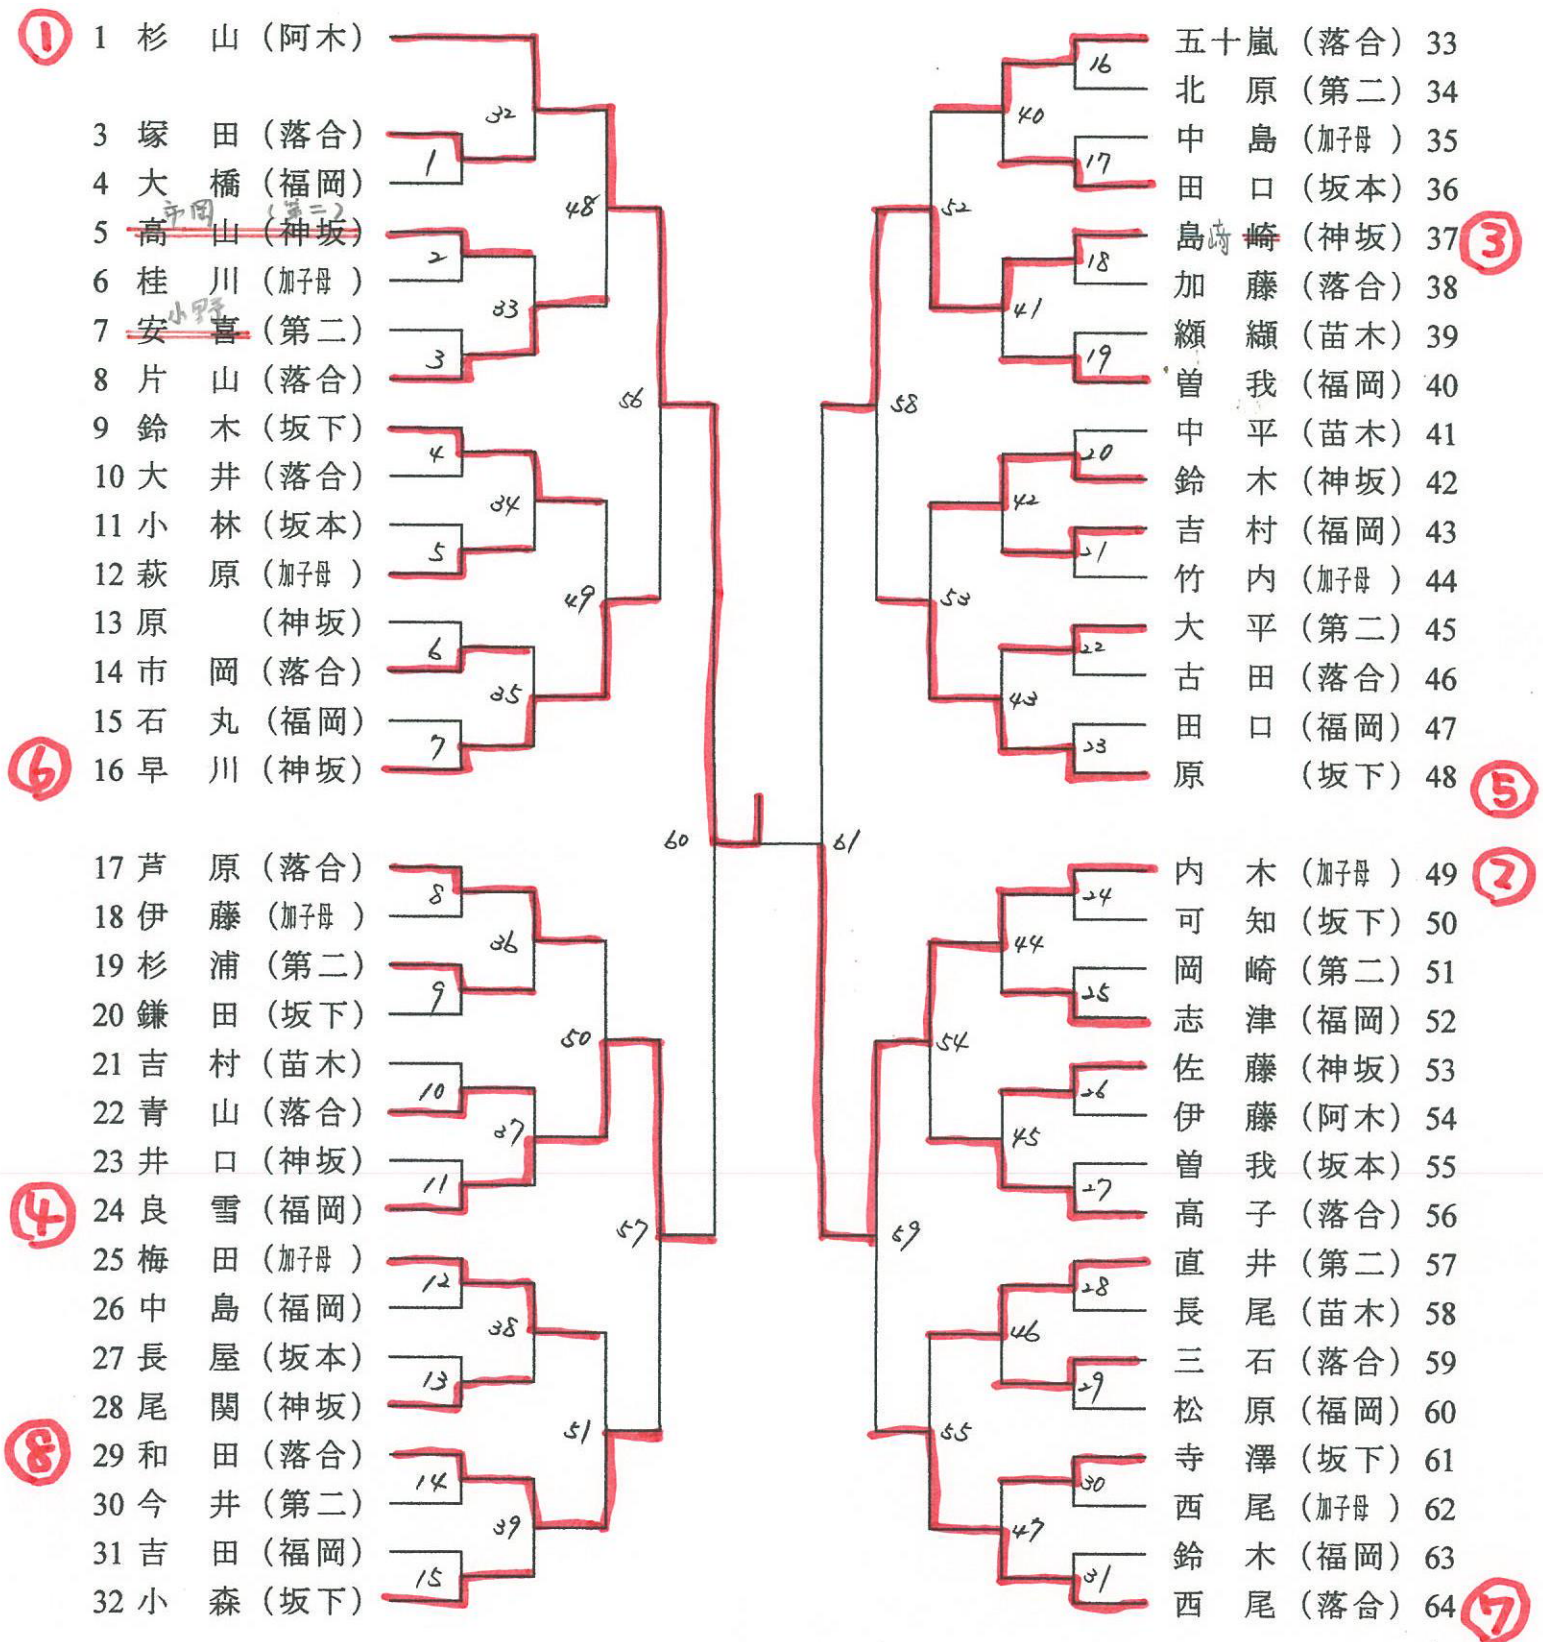 ① 1 杉 山 (阿木)
3 塚 田 (落合)
4 大 橋 (福岡)
市岡 (第二)
5 高 山 (神坂)
6 桂 川 (加子母)
小野
7 安 喜 (第二)
8 片 山 (落合)
9 鈴 木 (坂下)
10 大 井 (落合)
11 小 林 (坂本)
12 萩 原 (加子母)
13 原 (神坂)
14 市 岡 (落合)
15 石 丸 (福岡)
⑥ 16 早 川 (神坂)
17 芦 原 (落合)
18 伊 藤 (加子母)
19 杉 浦 (第二)
20 鎌 田 (坂下)
21 吉 村 (苗木)
22 青 山 (落合)
23 井 口 (神坂)
④ 24 良 雪 (福岡)
25 梅 田 (加子母)
26 中 島 (福岡)
27 長 屋 (坂本)
28 尾 関 (神坂)
⑧ 29 和 田 (落合)
30 今 井 (第二)
31 吉 田 (福岡)
32 小 森 (坂下)
1
2
3
4
5
6
7
8
9
10
11
12
13
14
15
32
33
34
35
36
37
38
39
48
49
50
51
56
57
60
61
58
59
52
53
54
55
40
41
42
43
44
45
46
47
16
17
18
19
20
21
22
23
24
25
26
27
28
29
30
31
五十嵐 (落合) 33
北 原 (第二) 34
中 島 (加子母) 35
田 口 (坂本) 36
島崎 崎 (神坂) 37 ③
加 藤 (落合) 38
纐 纈 (苗木) 39
曽 我 (福岡) 40
中 平 (苗木) 41
鈴 木 (神坂) 42
吉 村 (福岡) 43
竹 内 (加子母) 44
大 平 (第二) 45
古 田 (落合) 46
田 口 (福岡) 47
原 (坂下) 48 ⑤
内 木 (加子母) 49 ②
可 知 (坂下) 50
岡 崎 (第二) 51
志 津 (福岡) 52
佐 藤 (神坂) 53
伊 藤 (阿木) 54
曽 我 (坂本) 55
高 子 (落合) 56
直 井 (第二) 57
長 尾 (苗木) 58
三 石 (落合) 59
松 原 (福岡) 60
寺 澤 (坂下) 61
西 尾 (加子母) 62
鈴 木 (福岡) 63
西 尾 (落合) 64 ⑦